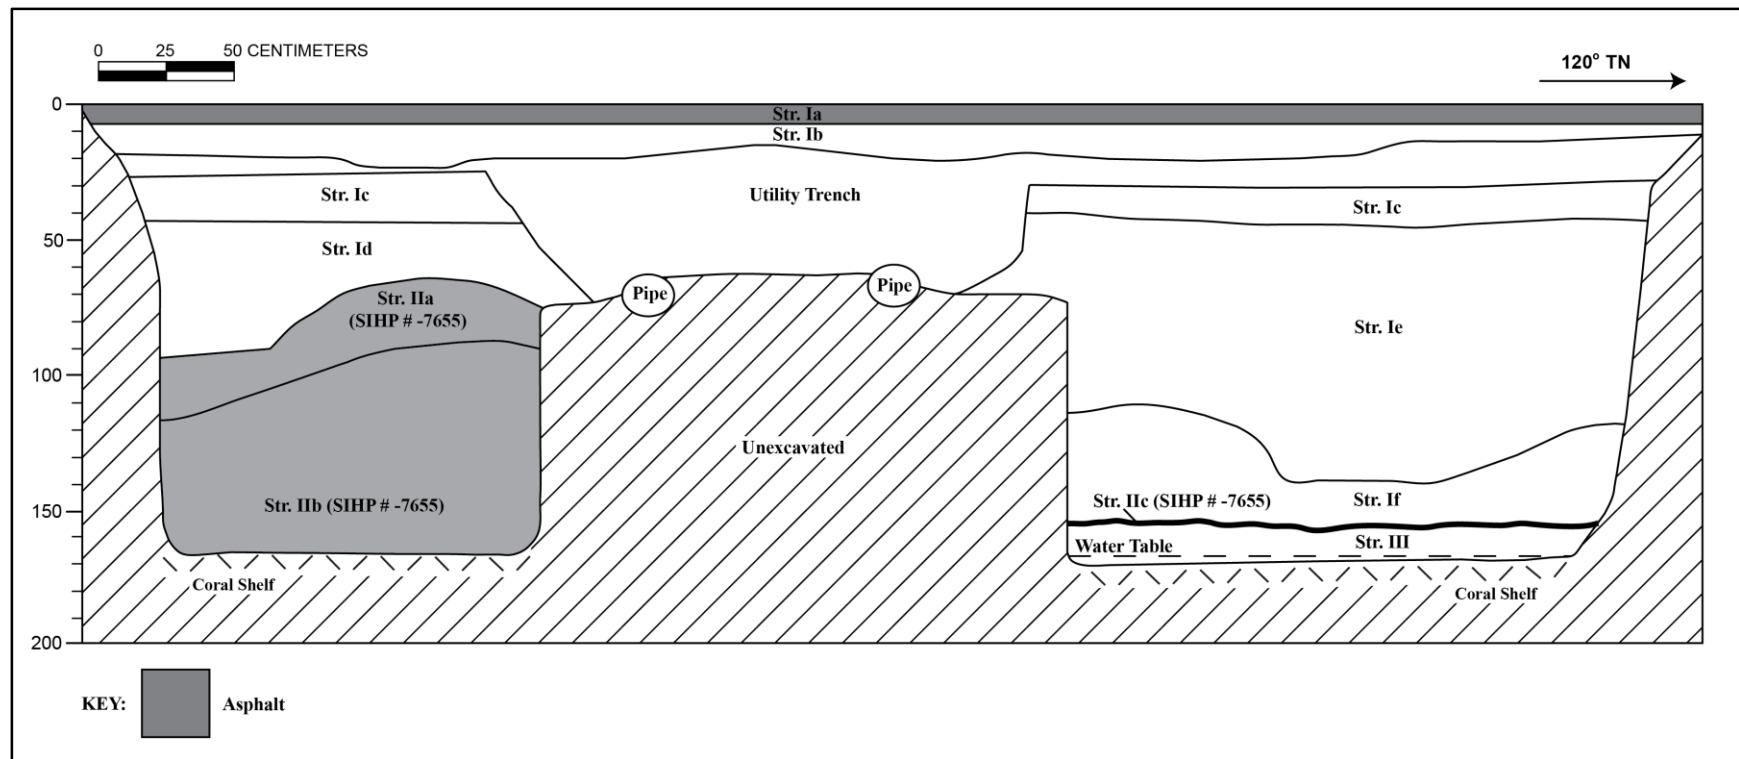 0 25 50 CENTIMETERS
120° TN
0
Str. Ia
Str. Ib
Str. Ic
Utility Trench
Str. Ic
50
Str. Id
Str. IIa
(SIHP # -7655)
Pipe
Pipe
Str. Ie
100
Unexcavated
Str. IIb (SIHP # -7655)
Str. IIc (SIHP # -7655)
Str. If
150
Water Table
Str. III
Coral Shelf
Coral Shelf
200
KEY:
Asphalt